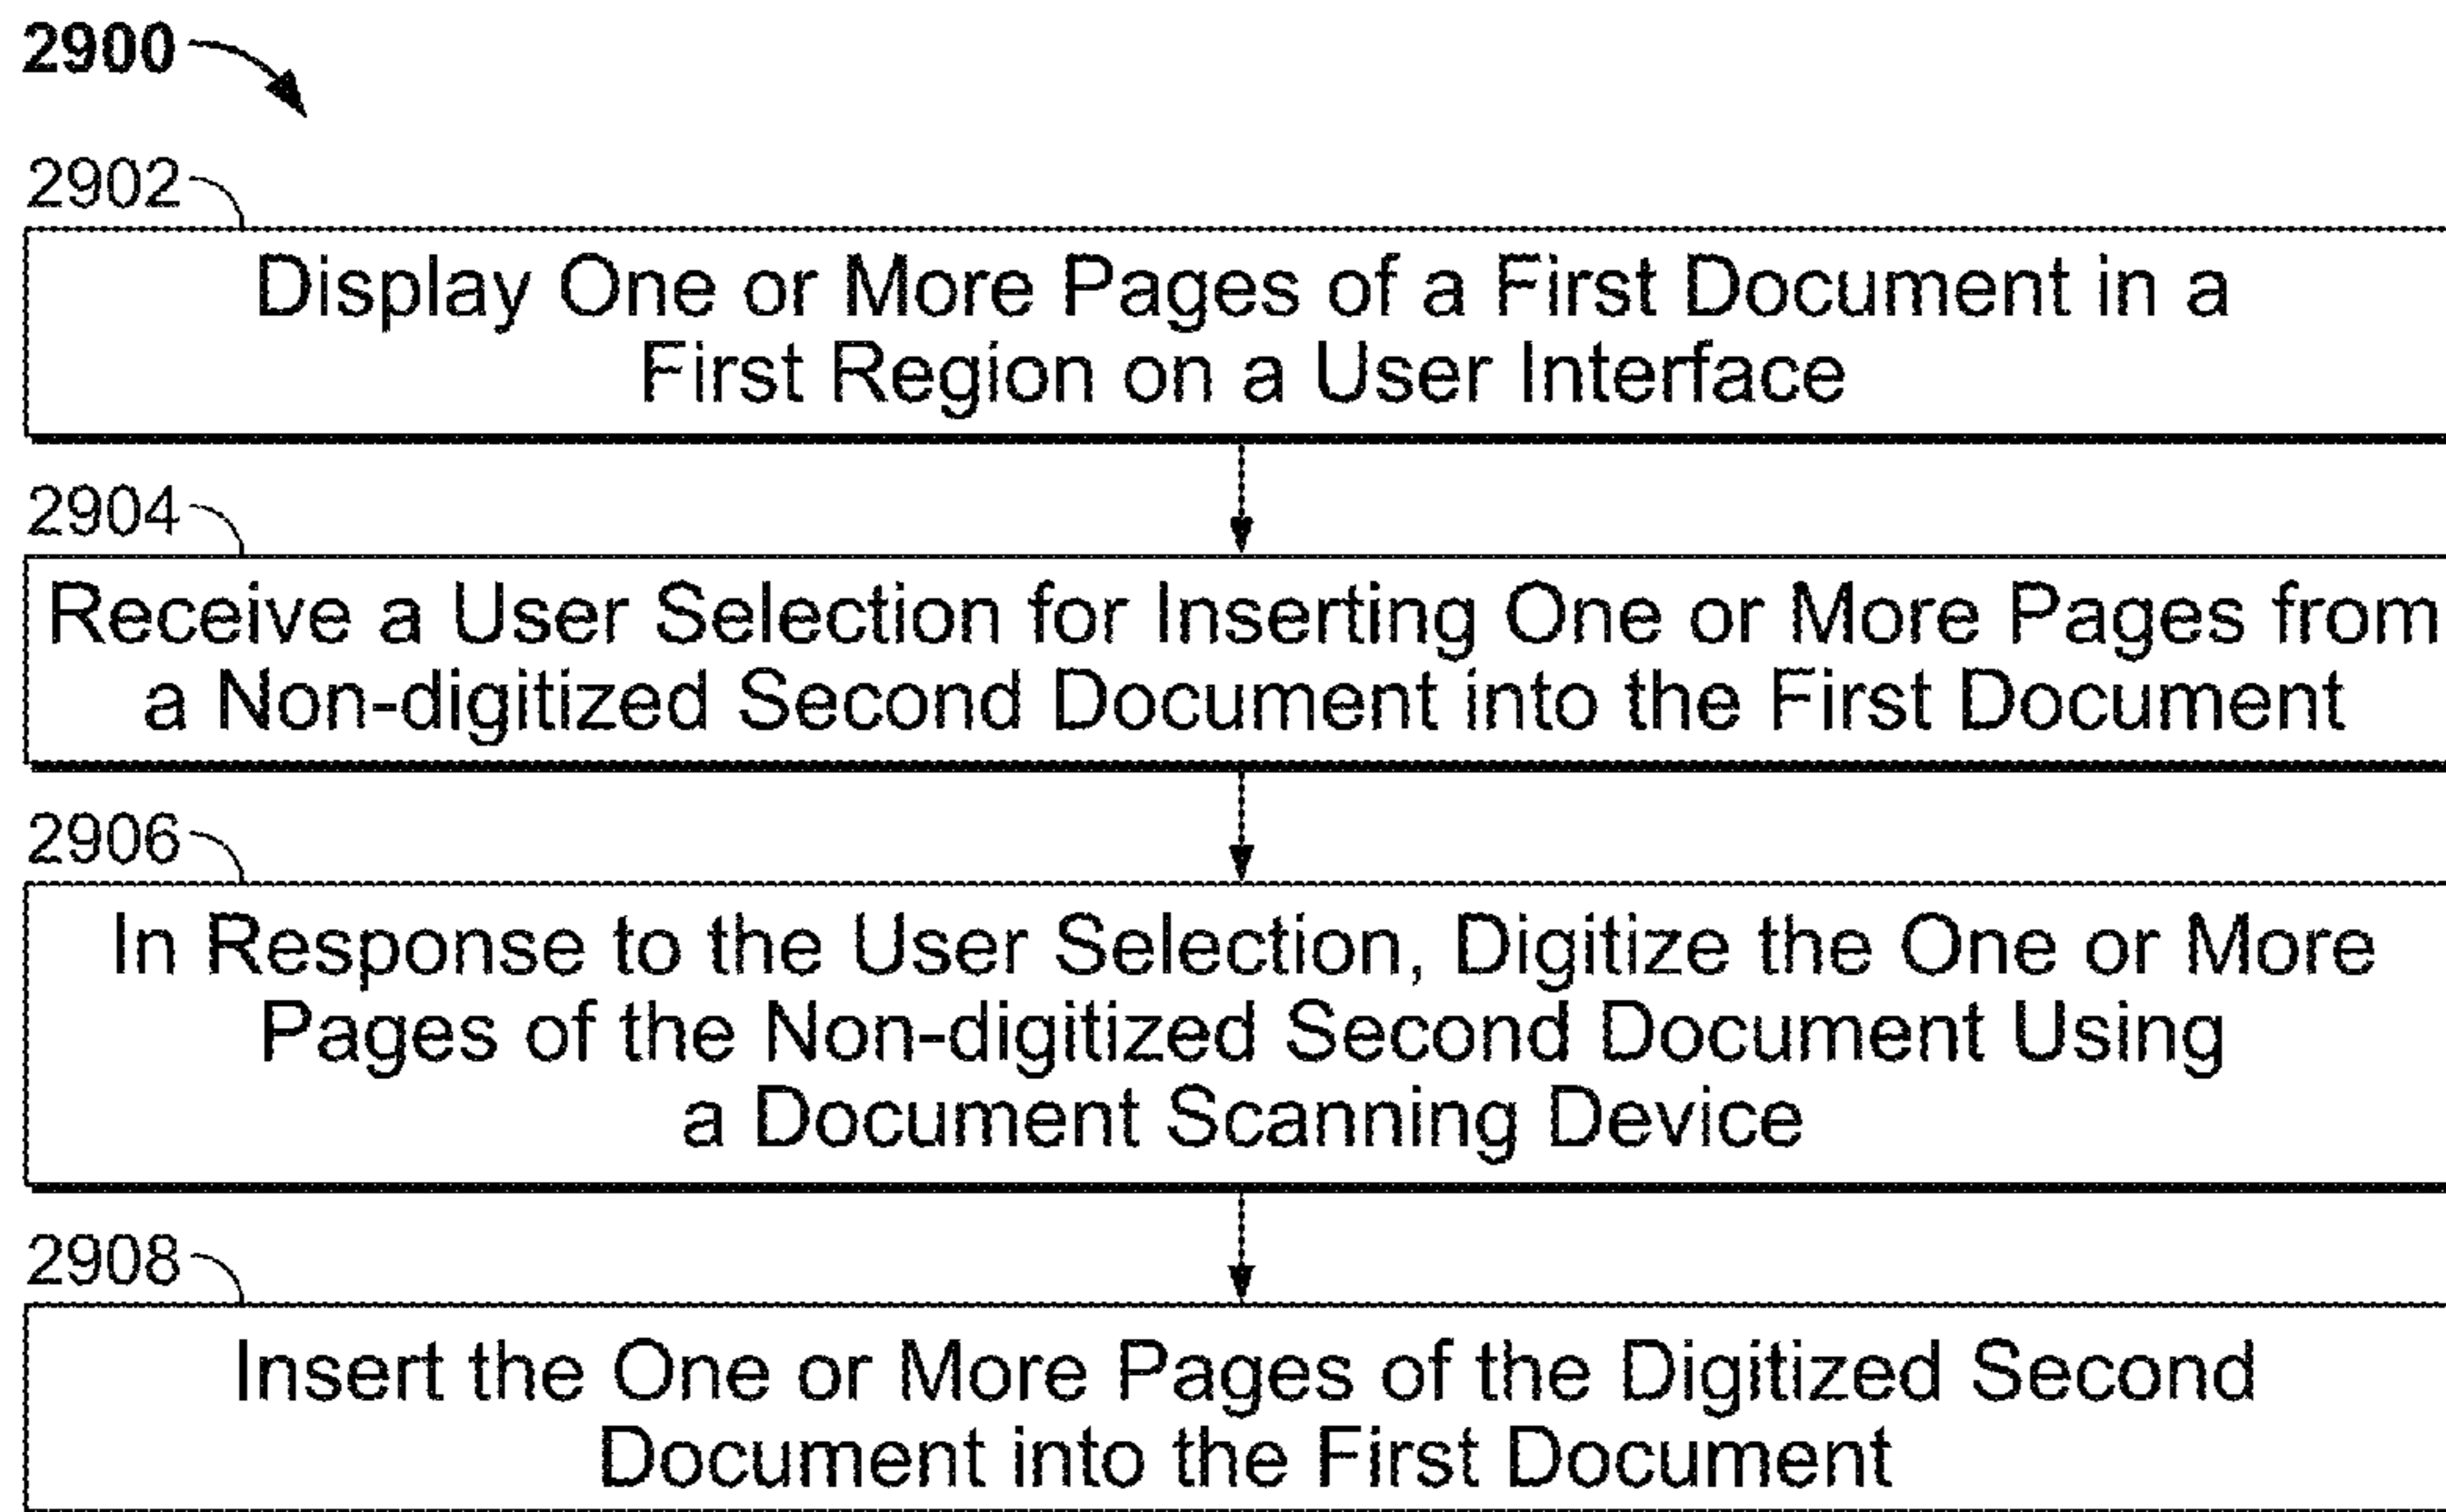 2900
2902
Display One or More Pages of a First Document in a
First Region on a User Interface
2904
Receive a User Selection for Inserting One or More Pages from
a Non-digitized Second Document into the First Document
2906
In Response to the User Selection, Digitize the One or More
Pages of the Non-digitized Second Document Using
a Document Scanning Device
2908
Insert the One or More Pages of the Digitized Second
Document into the First Document